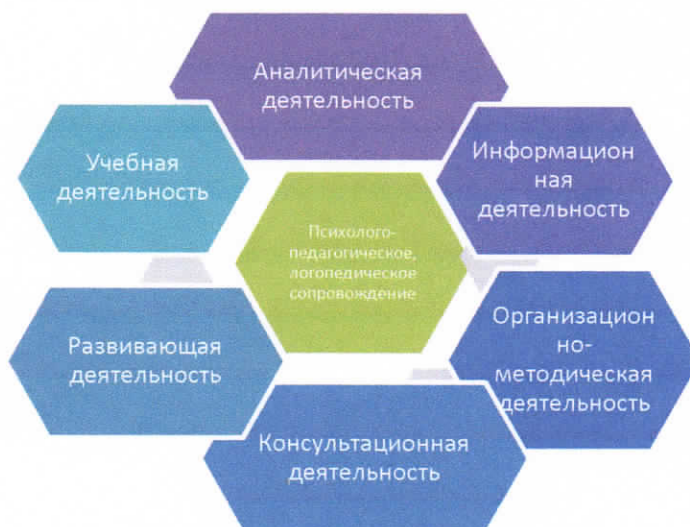 Аналитическая
деятельность
Информацион
ная
деятельность
Организацион
но-
методическая
деятельность
Консультационная
деятельность
Развивающая
деятельность
Учебная
деятельность
Психолого-
педагогическое,
логопедическое
сопровождение